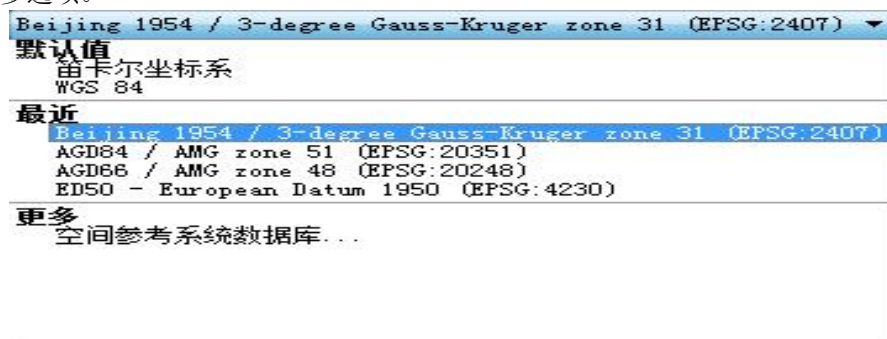 多选项。
Beijing 1954 / 3-degree Gauss-Kruger zone 31 (EPSG:2407)
默认值
笛卡尔坐标系
WGS 84
最近
Beijing 1954 / 3-degree Gauss-Kruger zone 31 (EPSG:2407)
AGD84 / AMG zone 51 (EPSG:20351)
AGD66 / AMG zone 48 (EPSG:20248)
ED50 - European Datum 1950 (EPSG:4230)
更多
空间参考系统数据库...